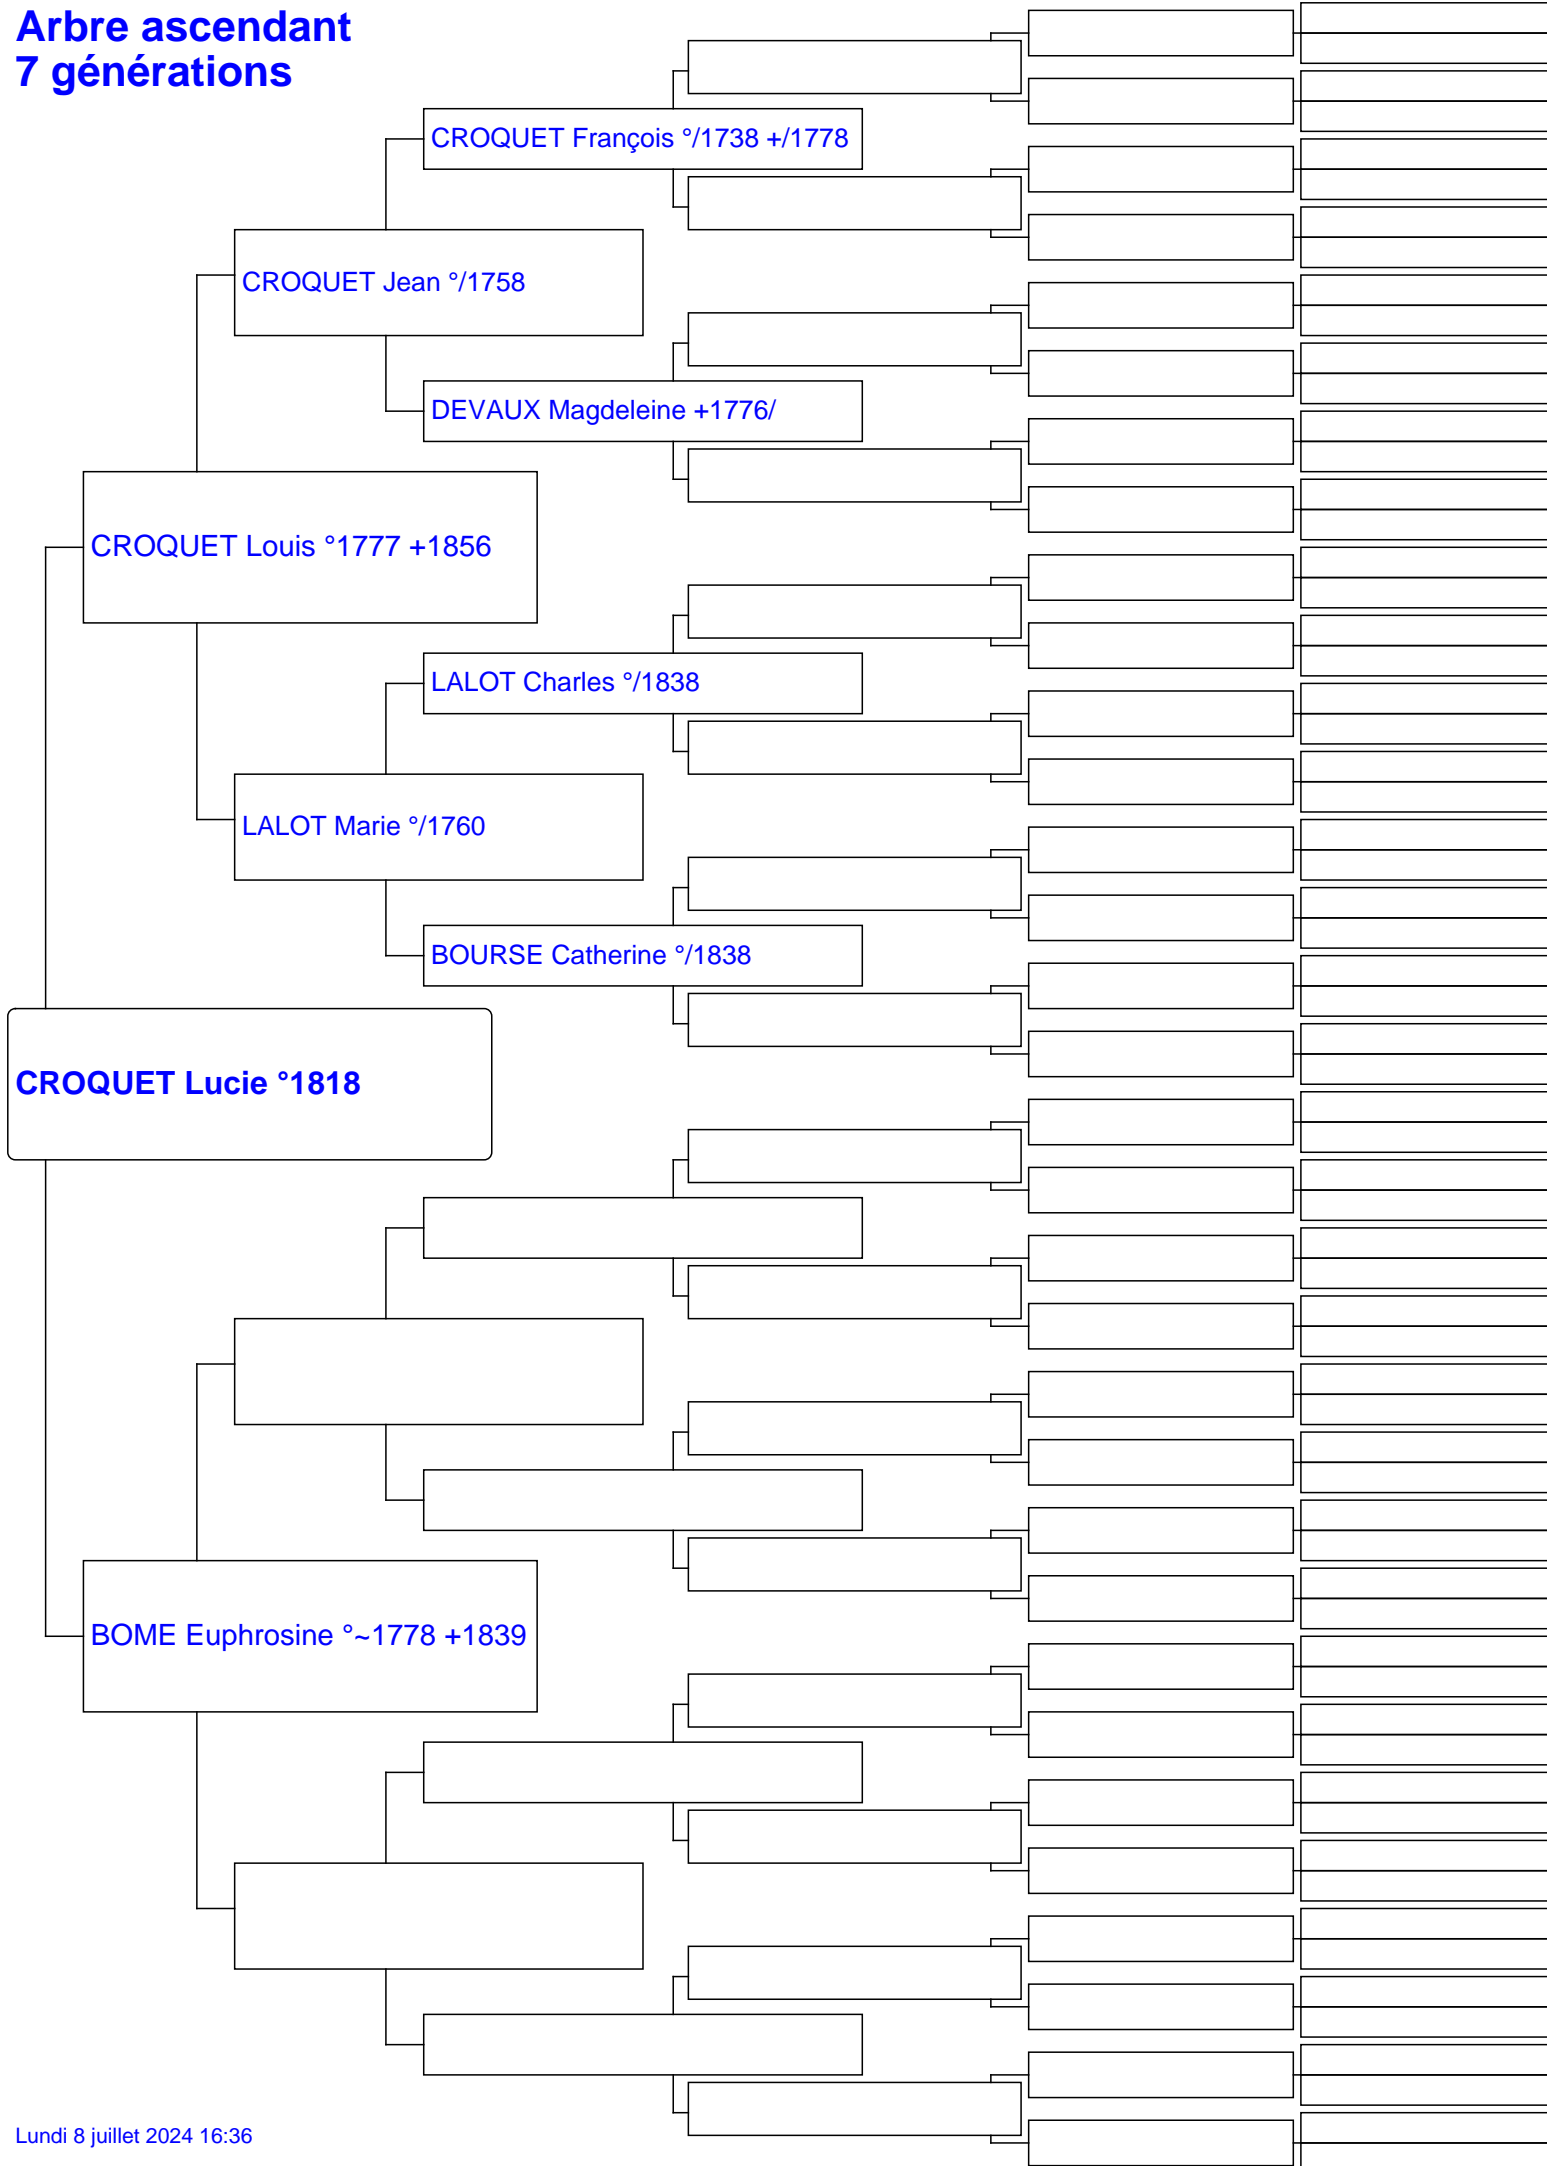 Arbre ascendant
7 générations
CROQUET François °/1738 +/1778
CROQUET Jean °/1758
DEVAUX Magdeleine +1776/
CROQUET Louis °1777 +1856
LALOT Charles °/1838
LALOT Marie °/1760
BOURSE Catherine °/1838
CROQUET Lucie °1818
BOME Euphrosine °~1778 +1839
Lundi 8 juillet 2024 16:36